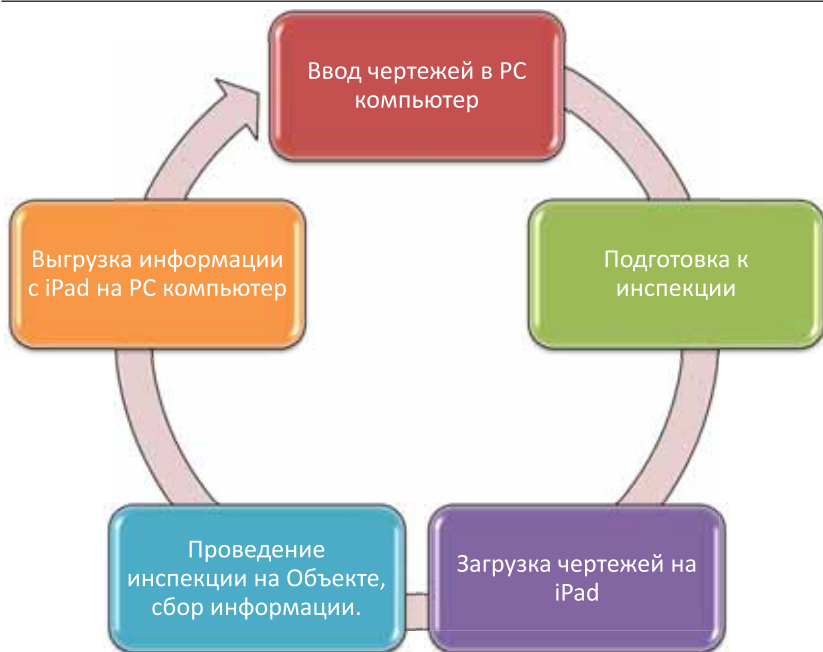 Ввод чертежей в PC
компьютер
Подготовка к
инспекции
Загрузка чертежей на
iPad
Проведение
инспекции на Объекте,
сбор информации.
Выгрузка информации
с iPad на PC компьютер